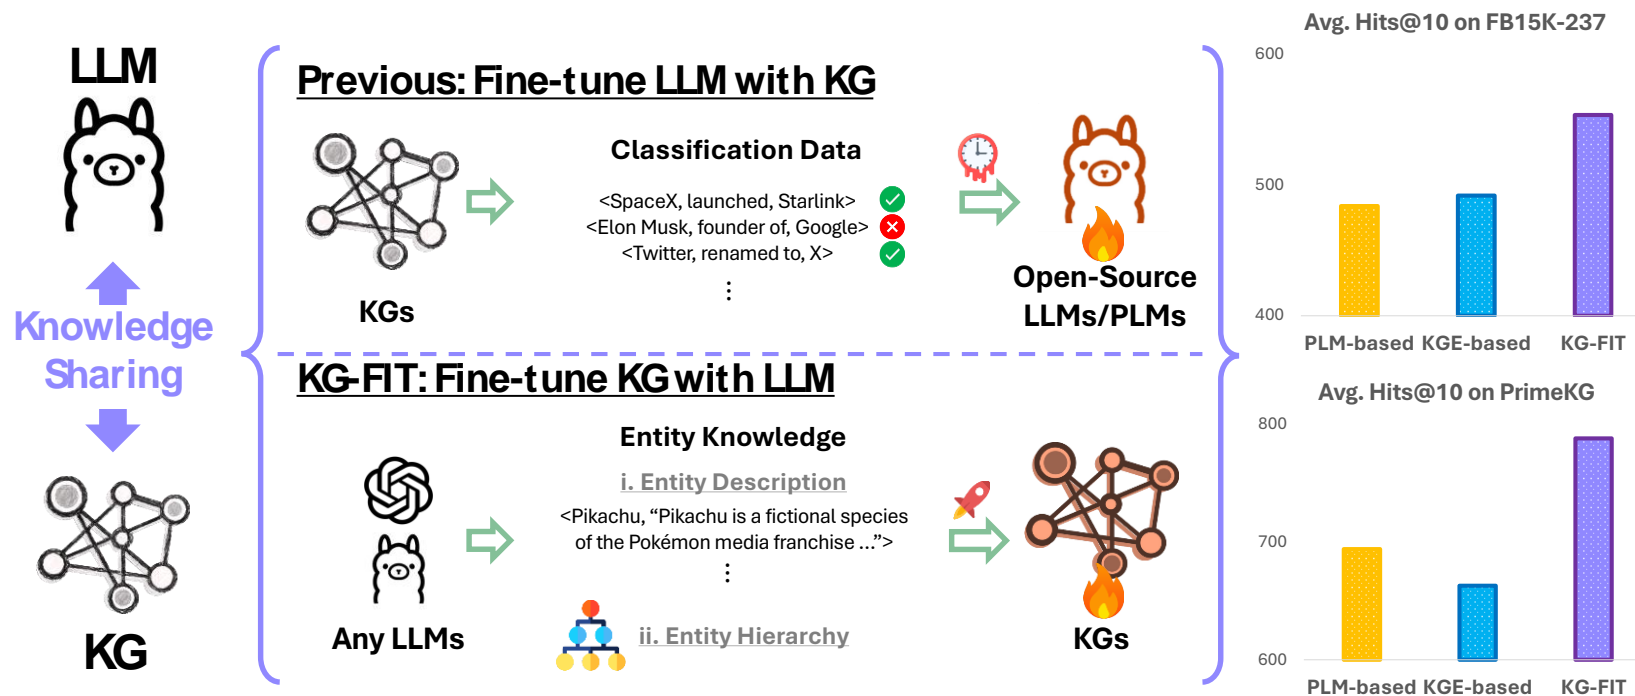 LLM
Knowledge
Sharing
KG
Previous: Fine-tune LLM with KG
KGs
Classification Data
<SpaceX, launched, Starlink>
<Elon Musk, founder of, Google>
<Twitter, renamed to, X>
⋮
Open-Source
LLMs/PLMs
KG-FIT: Fine-tune KG with LLM
Any LLMs
Entity Knowledge
i. Entity Description
<Pikachu, “Pikachu is a fictional species
of the Pokémon media franchise ...”>
⋮
ii. Entity Hierarchy
KGs
Avg. Hits@10 on FB15K-237
600
500
400
PLM-based KGE-based KG-FIT
Avg. Hits@10 on PrimeKG
800
700
600
PLM-based KGE-based KG-FIT